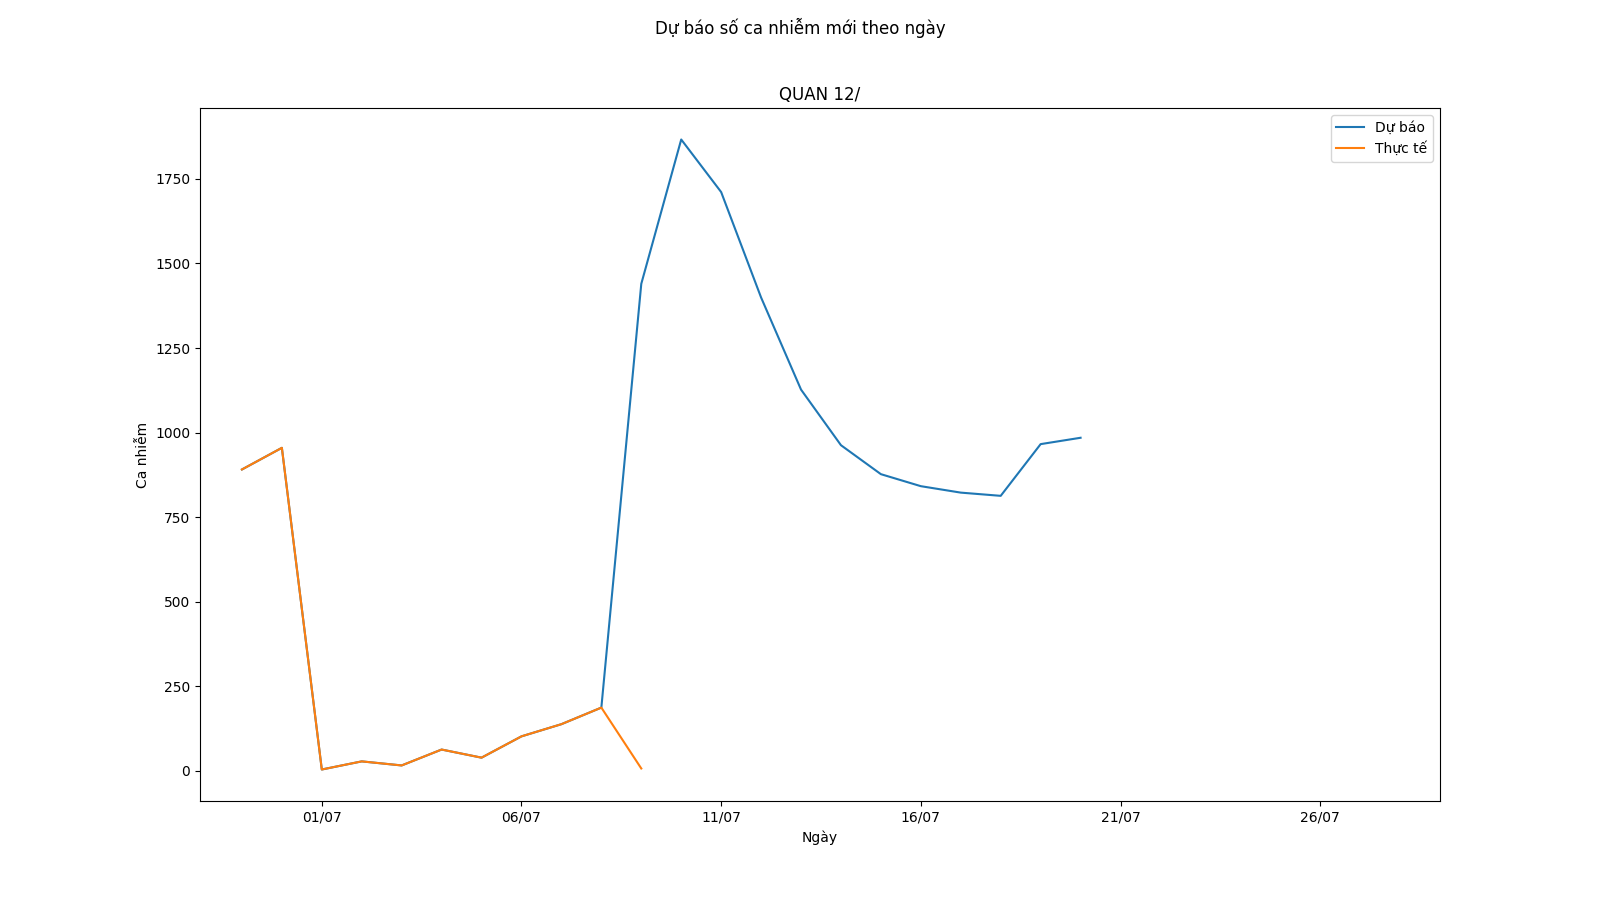 Dự báo số ca nhiễm mới theo ngày
QUAN 12/
Dự báo
Thực tế
Ca nhiễm
1750
1500
1250
1000
750
500
250
0
01/07
06/07
11/07
16/07
21/07
26/07
Ngày